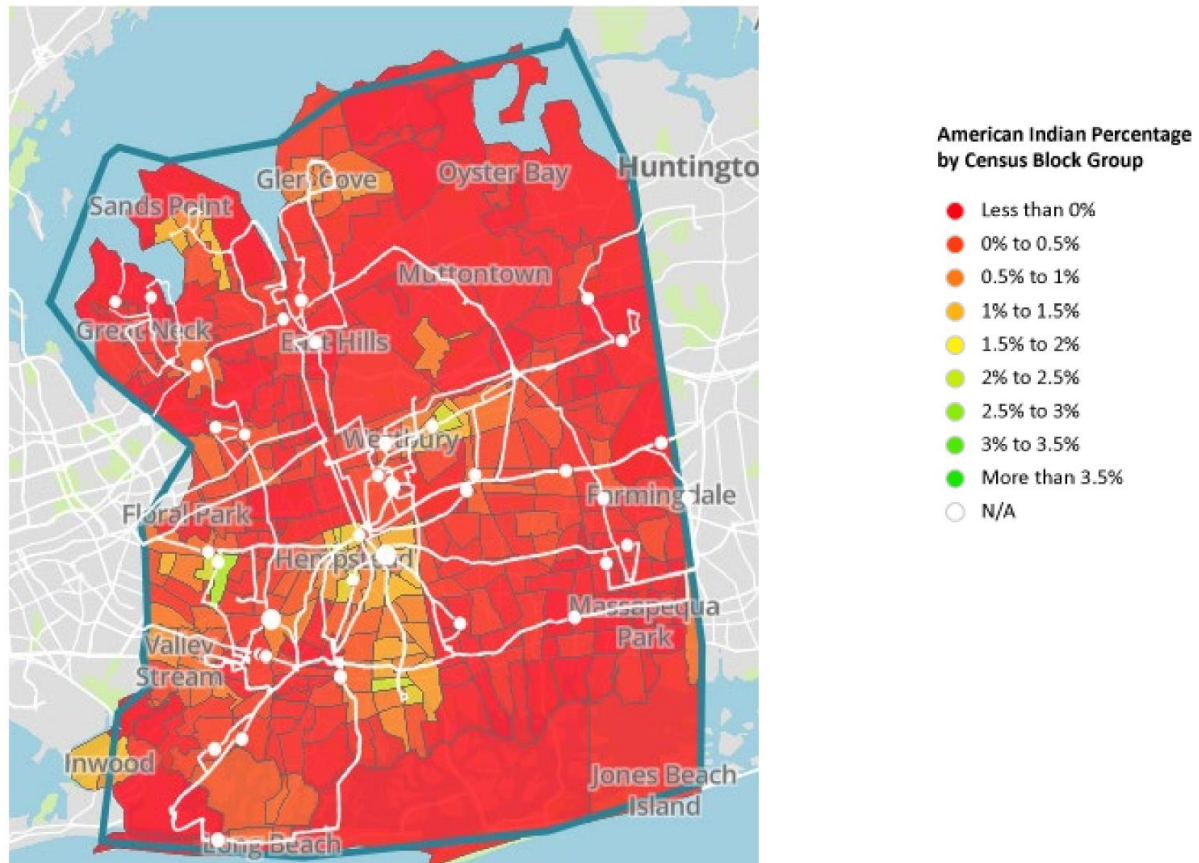 Huntingto
Glen Cove
Oyster Bay
Sands Point
Muttontown
Great Neck
East Hills
Westbury
Farmingdale
Floral Park
Hempstead
Massapequa
Park
Valley
Stream
Inwood
Jones Beach
Island
Long Beach
American Indian Percentage
by Census Block Group
Less than 0%
0% to 0.5%
0.5% to 1%
1% to 1.5%
1.5% to 2%
2% to 2.5%
2.5% to 3%
3% to 3.5%
More than 3.5%
N/A